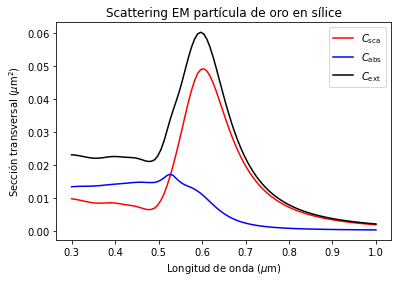 Scattering EM partícula de oro en sílice
C_sca
C_abs
C_ext
Sección transversal (μm²)
0.06
0.05
0.04
0.03
0.02
0.01
0.00
0.3 0.4 0.5 0.6 0.7 0.8 0.9 1.0
Longitud de onda (μm)